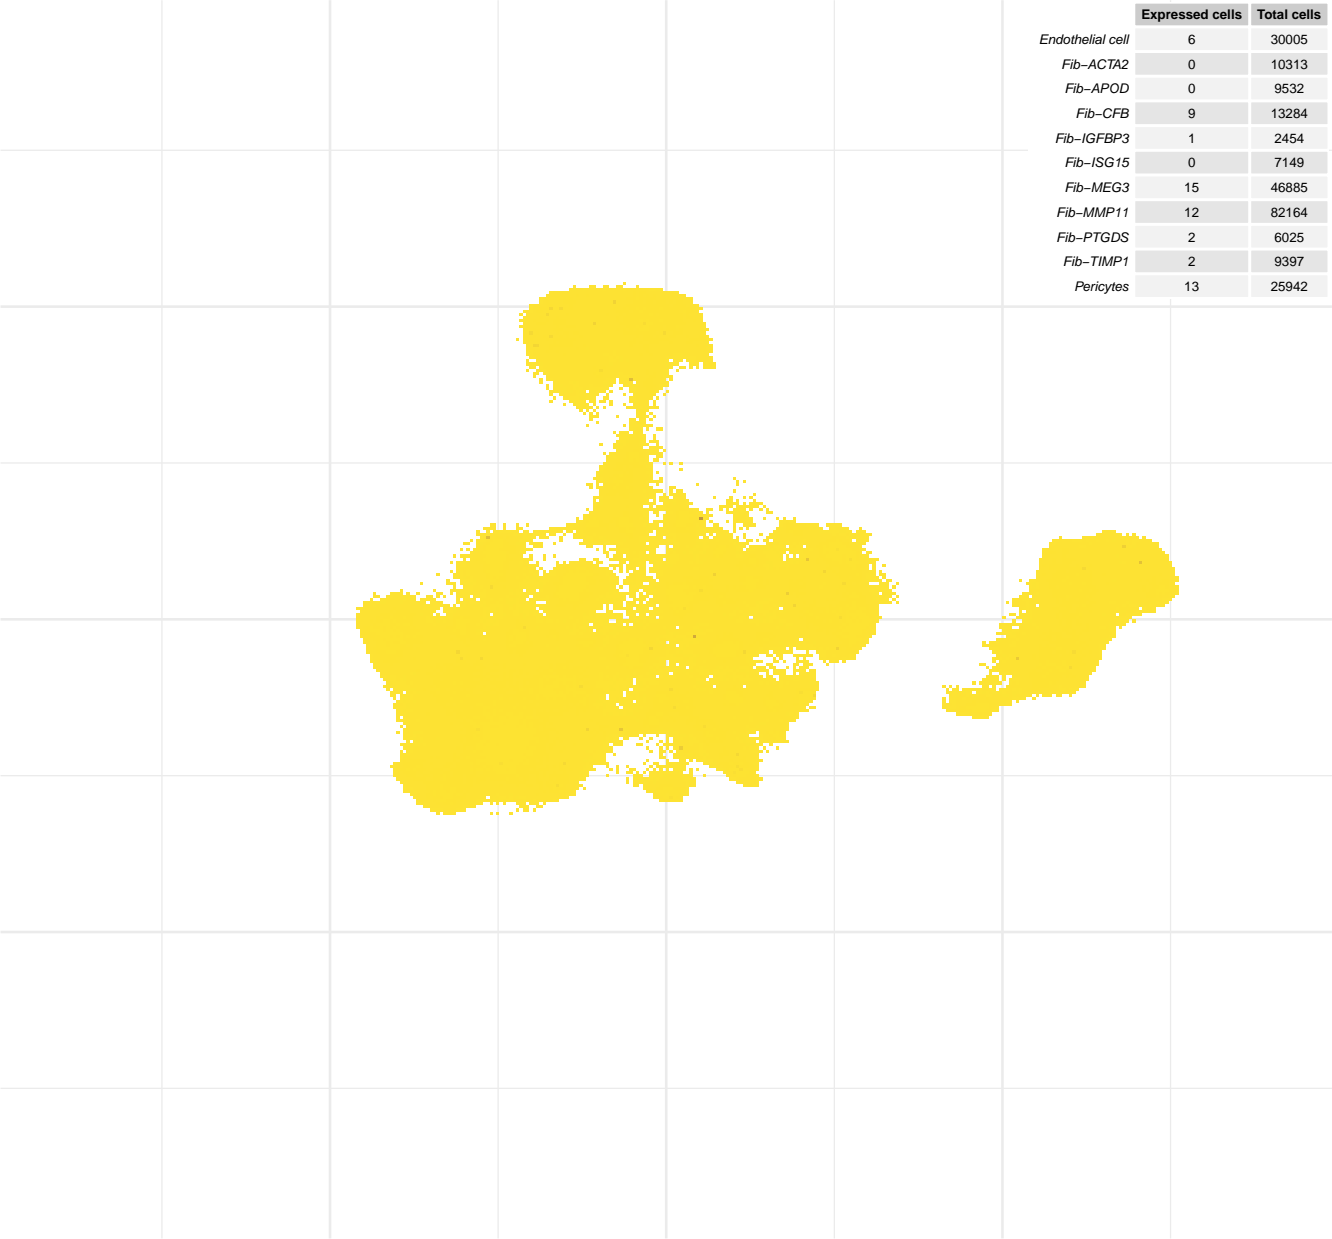 Expressed cells Total cells
Endothelial cell 6 30005
Fib−ACTA2 0 10313
Fib−APOD 0 9532
Fib−CFB 9 13284
Fib−IGFBP3 1 2454
Fib−ISG15 0 7149
Fib−MEG3 15 46885
Fib−MMP11 12 82164
Fib−PTGDS 2 6025
Fib−TIMP1 2 9397
Pericytes 13 25942